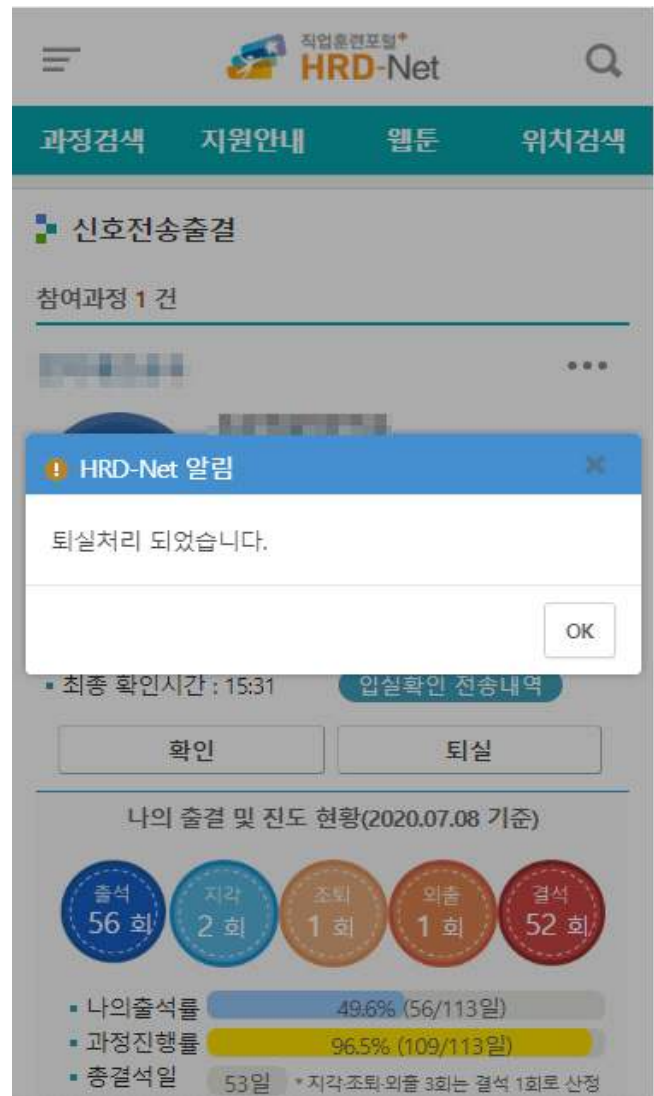 직업훈련포털+
HRD-Net
과정검색 지원안내 웹툰 위치검색
신호전송출결
참여과정 1 건
HRD-Net 알림
퇴실처리 되었습니다.
OK
최종 확인시간 : 15:31 입실확인 전송내역
확인 퇴실
나의 출결 및 진도 현황(2020.07.08 기준)
출석 지각 조퇴 외출 결석
56 회 2 회 1 회 1 회 52 회
나의출석률 49.6% (56/113일)
과정진행률 96.5% (109/113일)
총결석일 53일 * 지각·조퇴·외출 3회는 결석 1회로 산정